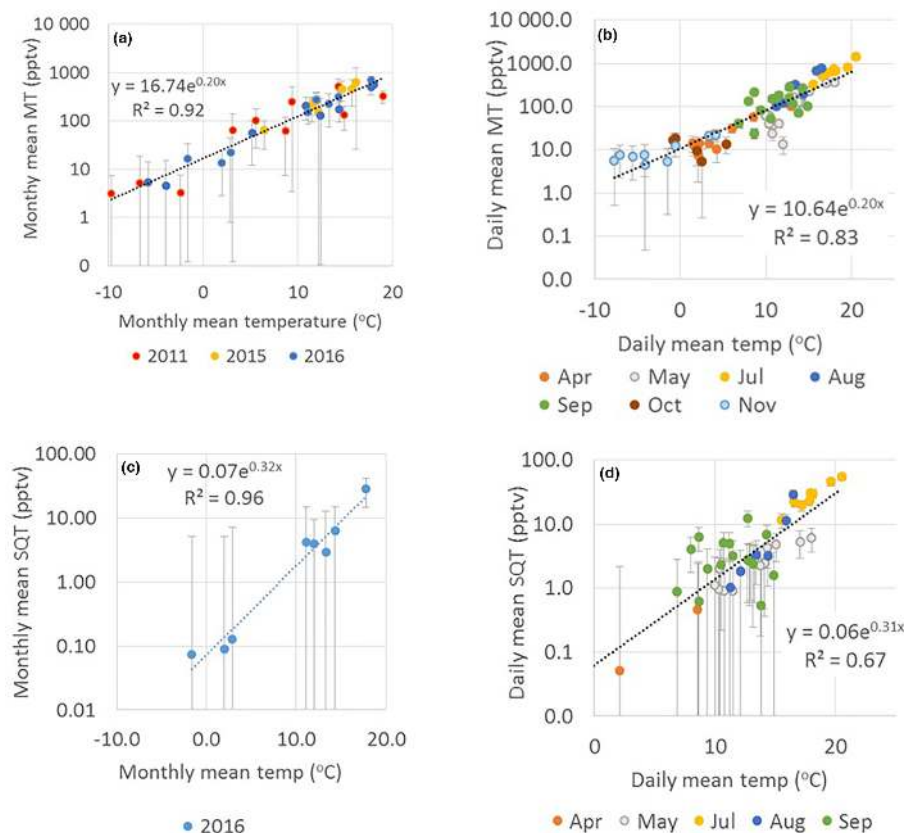 (a)
10 000
1000
100
10
1
0
Monthy mean MT (pptv)
y = 16.74e^0.20x
R² = 0.92
-10 0 10 20
Monthly mean temperature (°C)
2011 2015 2016
(b)
10 000.0
1000.0
100.0
10.0
1.0
0.1
0.0
Daily mean MT (pptv)
y = 10.64e^0.20x
R² = 0.83
-10 0 10 20
Daily mean temp (°C)
Apr May Jul Aug
Sep Oct Nov
(c)
100.00
10.00
1.00
0.10
0.01
Monthly mean SQT (pptv)
y = 0.07e^0.32x
R² = 0.96
-10.0 0.0 10.0 20.0
Monthly mean temp (°C)
2016
(d)
100.0
10.0
1.0
0.1
0.0
Daily mean SQT (pptv)
y = 0.06e^0.31x
R² = 0.67
0 10 20
Daily mean temp (°C)
Apr May Jul Aug Sep